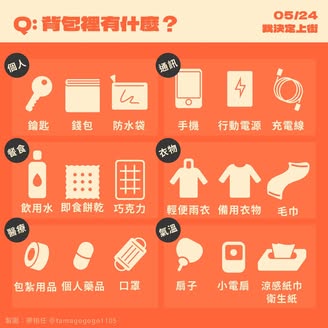 Q: 背包裡有什麼？
05/24
我決定上街
個人
鑰匙
錢包
防水袋
通訊
手機
行動電源
充電線
餐食
飲用水
即食餅乾
巧克力
衣物
輕便雨衣
備用衣物
毛巾
醫療
包紮用品
個人藥品
口罩
氣溫
扇子
小電扇
涼感紙巾
衛生紙
製圖：廖裕任 @tamagogogo1105